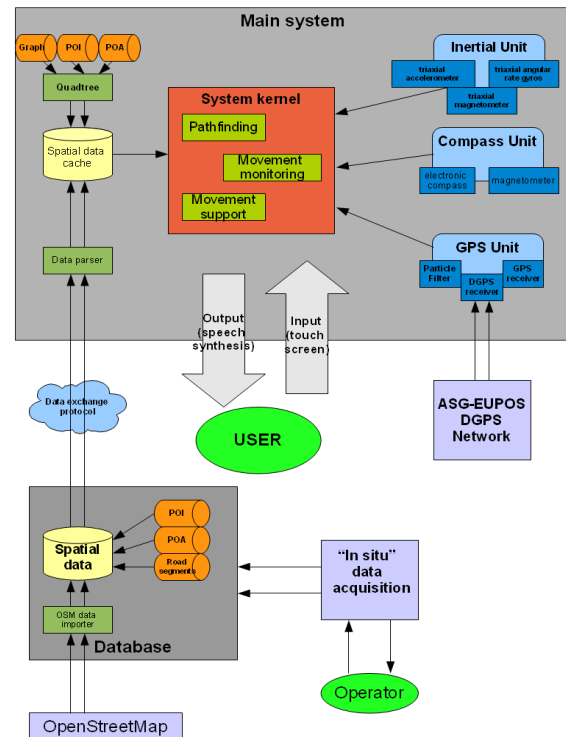 Main system
Graph
POI
POA
Quadtree
Spatial data
cache
Data parser
System kernel
Pathfinding
Movement
monitoring
Movement
support
Inertial Unit
triaxial
accelerometer
triaxial angular
rate gyros
triaxial
magnetometer
Compass Unit
electronic
compass
magnetometer
GPS Unit
Particle
Filter
DGPS
receiver
GPS
receiver
Output
(speech
synthesis)
Input
(touch
screen)
Data exchange
protocol
USER
ASG-EUPOS
DGPS
Network
POI
POA
Road
segments
Spatial
data
OSM data
importer
Database
"In situ"
data
acquisition
Operator
OpenStreetMap